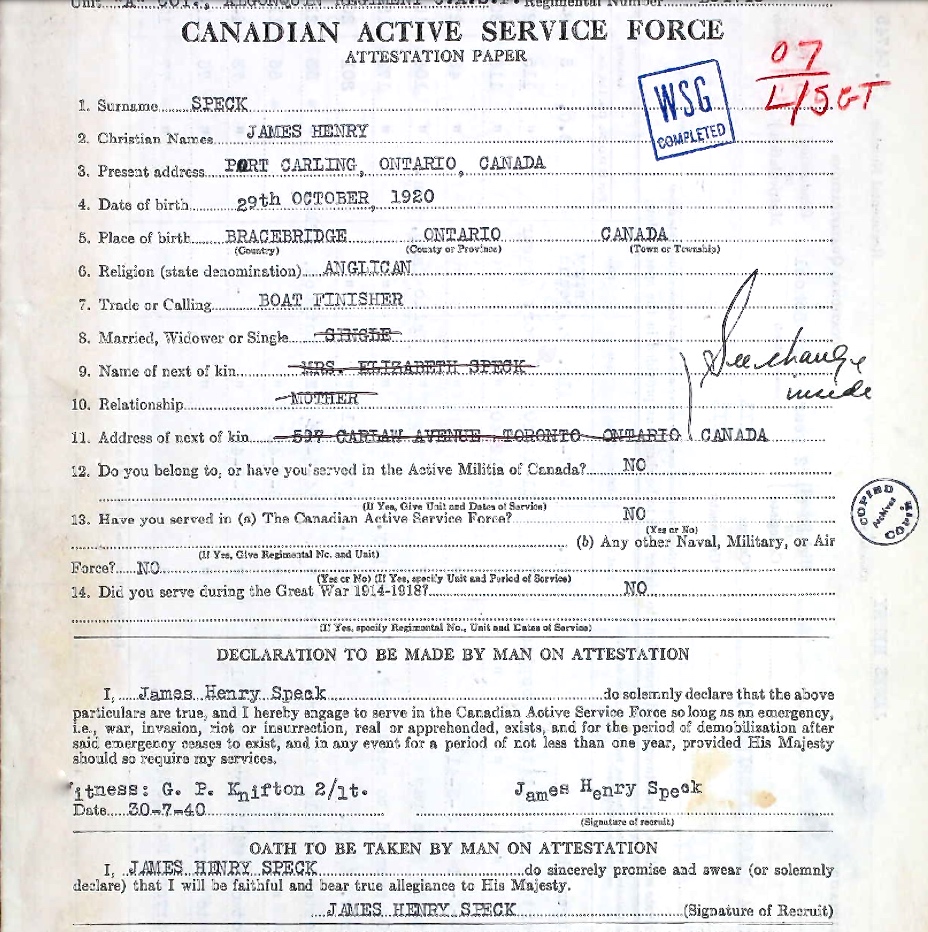 Unit "A" COY., ALGONQUIN REGIMENT C.A.S.F. Regimental Number
CANADIAN ACTIVE SERVICE FORCE
ATTESTATION PAPER
07
L/SGT
WSG
COMPLETED
1. Surname SPECK
2. Christian Names JAMES HENRY
3. Present address PORT CARLING, ONTARIO, CANADA
4. Date of birth 29th OCTOBER, 1920
5. Place of birth BRACEBRIDGE ONTARIO CANADA
(Country) (County or Province) (Town or Township)
6. Religion (state denomination) ANGLICAN
7. Trade or Calling BOAT FINISHER
8. Married, Widower or Single SINGLE
9. Name of next of kin MRS. ELIZABETH SPECK
See change
inside
10. Relationship MOTHER
11. Address of next of kin 597 CARLAW AVENUE TORONTO ONTARIO CANADA
12. Do you belong to, or have you served in the Active Militia of Canada? NO
(If Yes, Give Unit and Dates of Service)
13. Have you served in (a) The Canadian Active Service Force? NO
(Yes or No)
COPIED
Archives
(b) Any other Naval, Military, or Air
(If Yes, Give Regimental No. and Unit)
Force? NO
(Yes or No) (If Yes, specify Unit and Period of Service)
14. Did you serve during the Great War 1914-1918? NO
(If Yes, specify Regimental No., Unit and Dates of Service)
DECLARATION TO BE MADE BY MAN ON ATTESTATION
I, James Henry Speck do solemnly declare that the above
particulars are true, and I hereby engage to serve in the Canadian Active Service Force so long as an emergency,
i.e., war, invasion, riot or insurrection, real or apprehended, exists, and for the period of demobilization after
said emergency ceases to exist, and in any event for a period of not less than one year, provided His Majesty
should so require my services.
itness: G. P. Knifton 2/lt. James Henry Speck
Date 30-7-40
(Signature of recruit)
OATH TO BE TAKEN BY MAN ON ATTESTATION
I, JAMES HENRY SPECK do sincerely promise and swear (or solemnly
declare) that I will be faithful and bear true allegiance to His Majesty.
JAMES HENRY SPECK (Signature of Recruit)